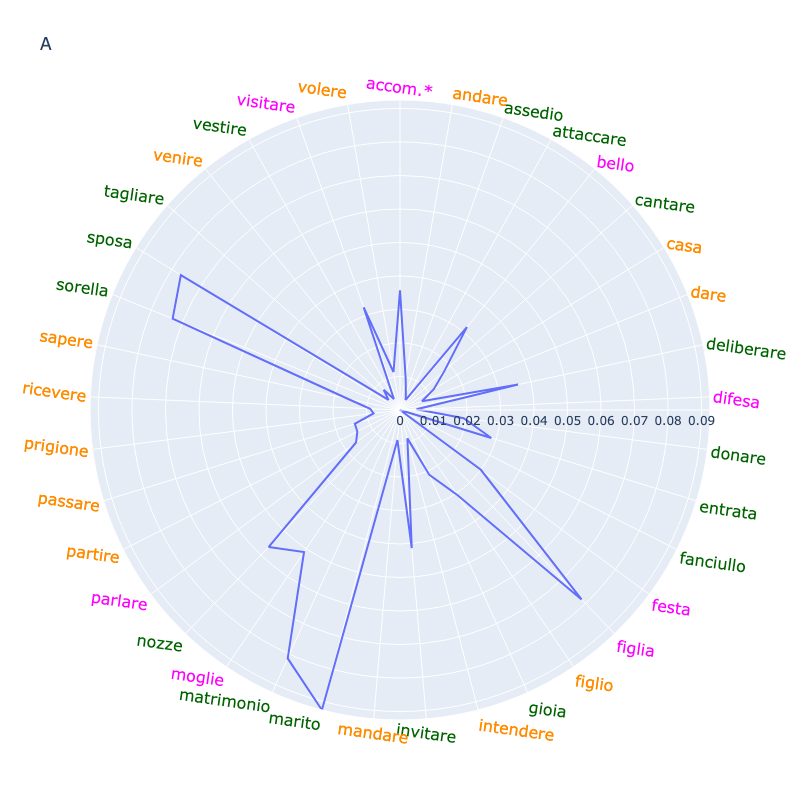 A
accom.*
andare
assedio
attaccare
bello
cantare
casa
dare
deliberare
difesa
donare
entrata
fanciullo
festa
figlia
figlio
gioia
intendere
invitare
mandare
marito
matrimonio
moglie
nozze
parlare
partire
passare
prigione
ricevere
sapere
sorella
sposa
tagliare
venire
vestire
visitare
volere
0 0.01 0.02 0.03 0.04 0.05 0.06 0.07 0.08 0.09